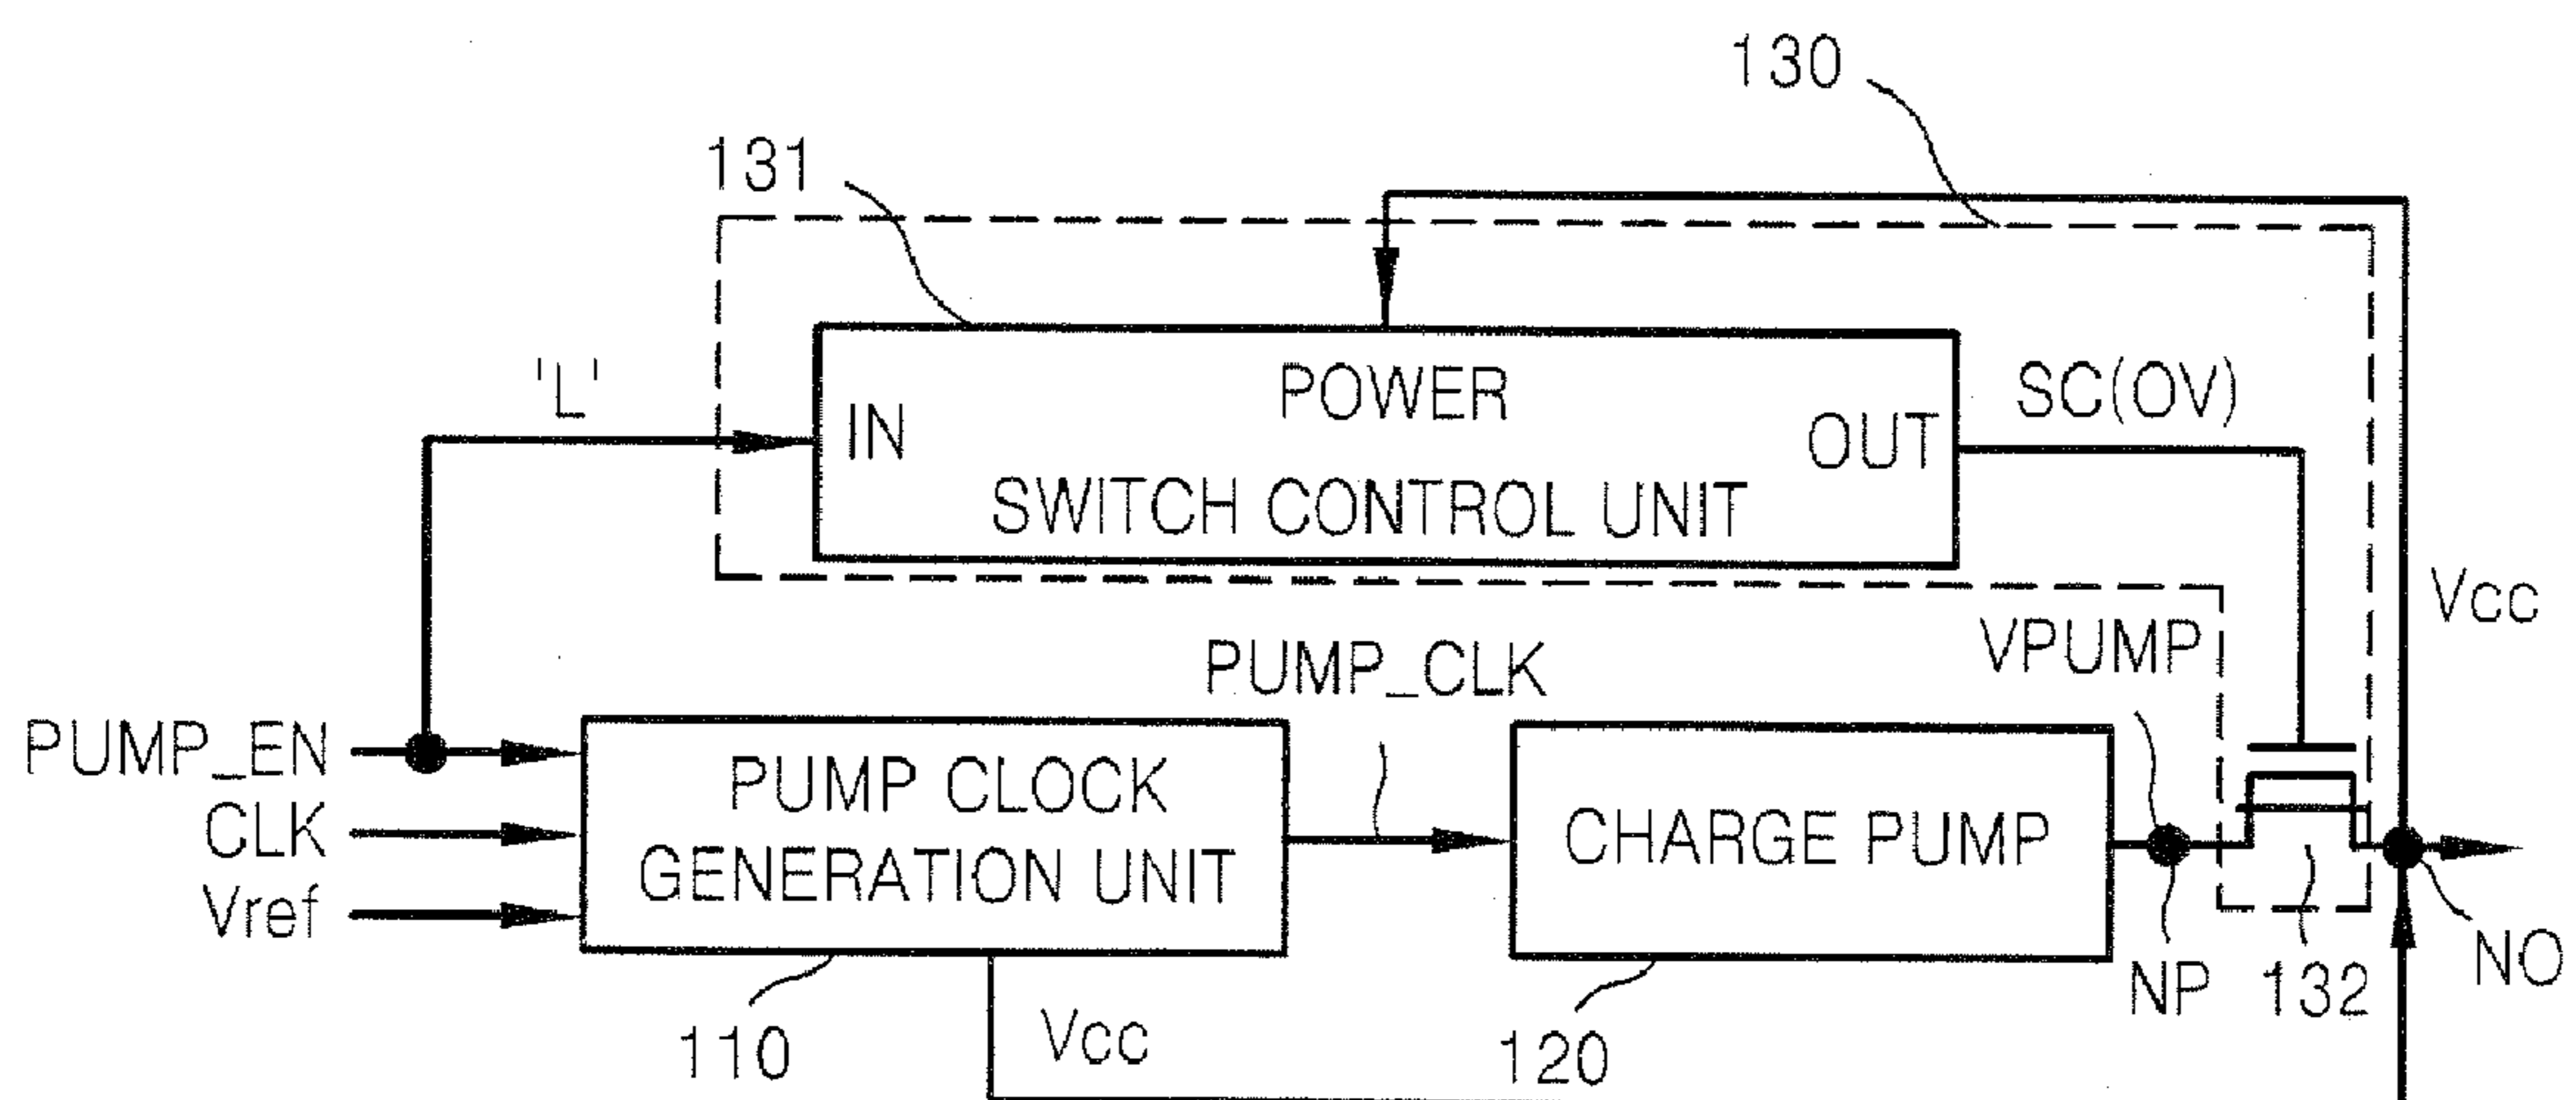 130
131
'L'
IN
POWER
SWITCH CONTROL UNIT
OUT
SC(0V)
Vcc
VPUMP
PUMP_CLK
PUMP_EN
CLK
Vref
PUMP CLOCK
GENERATION UNIT
CHARGE PUMP
NP
132
NO
110
Vcc
120